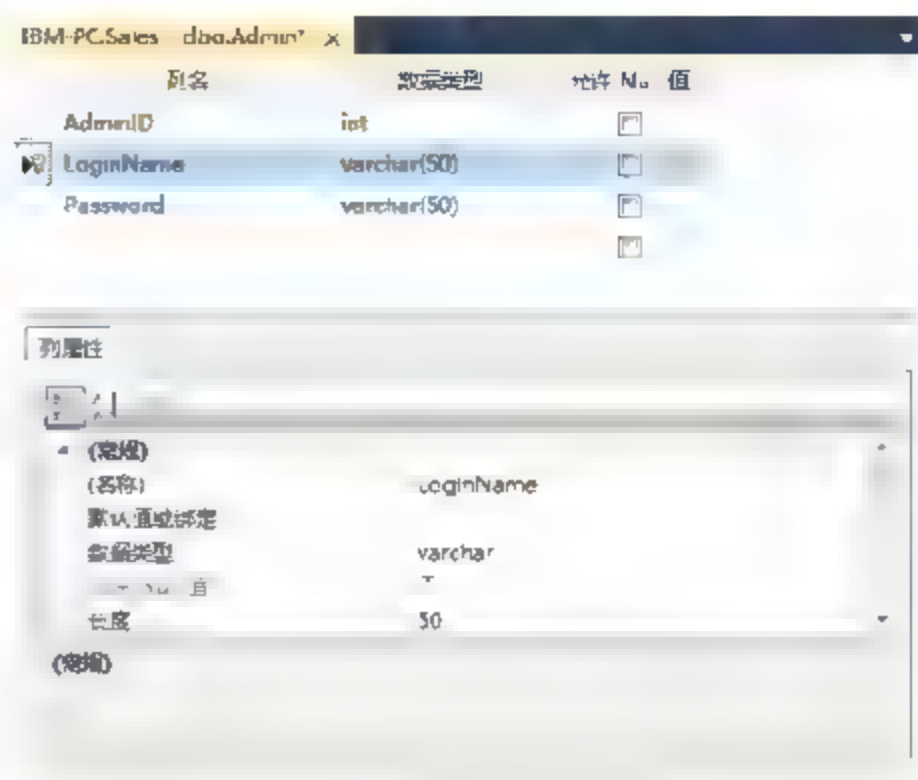 IBM-PC.Sales - dbo.Admin* ×
列名 数据类型 允许 Null 值
AdminID int
LoginName varchar(50)
Password varchar(50)
列属性
(常规)
(名称) LoginName
默认值或绑定
数据类型 varchar
值
长度 50
(常规)